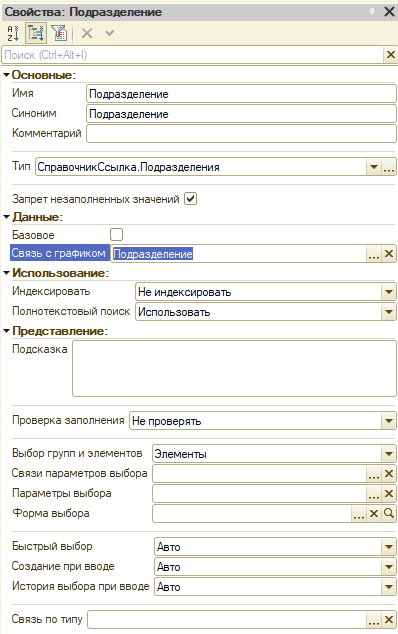 Свойства: Подразделение
Поиск (Ctrl+Alt+I)
Основные:
Имя Подразделение
Синоним Подразделение
Комментарий
Тип СправочникСсылка.Подразделения
Запрет незаполненных значений
Данные:
Базовое
Связь с графиком Подразделение
Использование:
Индексировать Не индексировать
Полнотекстовый поиск Использовать
Представление:
Подсказка
Проверка заполнения Не проверять
Выбор групп и элементов Элементы
Связи параметров выбора
Параметры выбора
Форма выбора
Быстрый выбор Авто
Создание при вводе Авто
История выбора при вводе Авто
Связь по типу